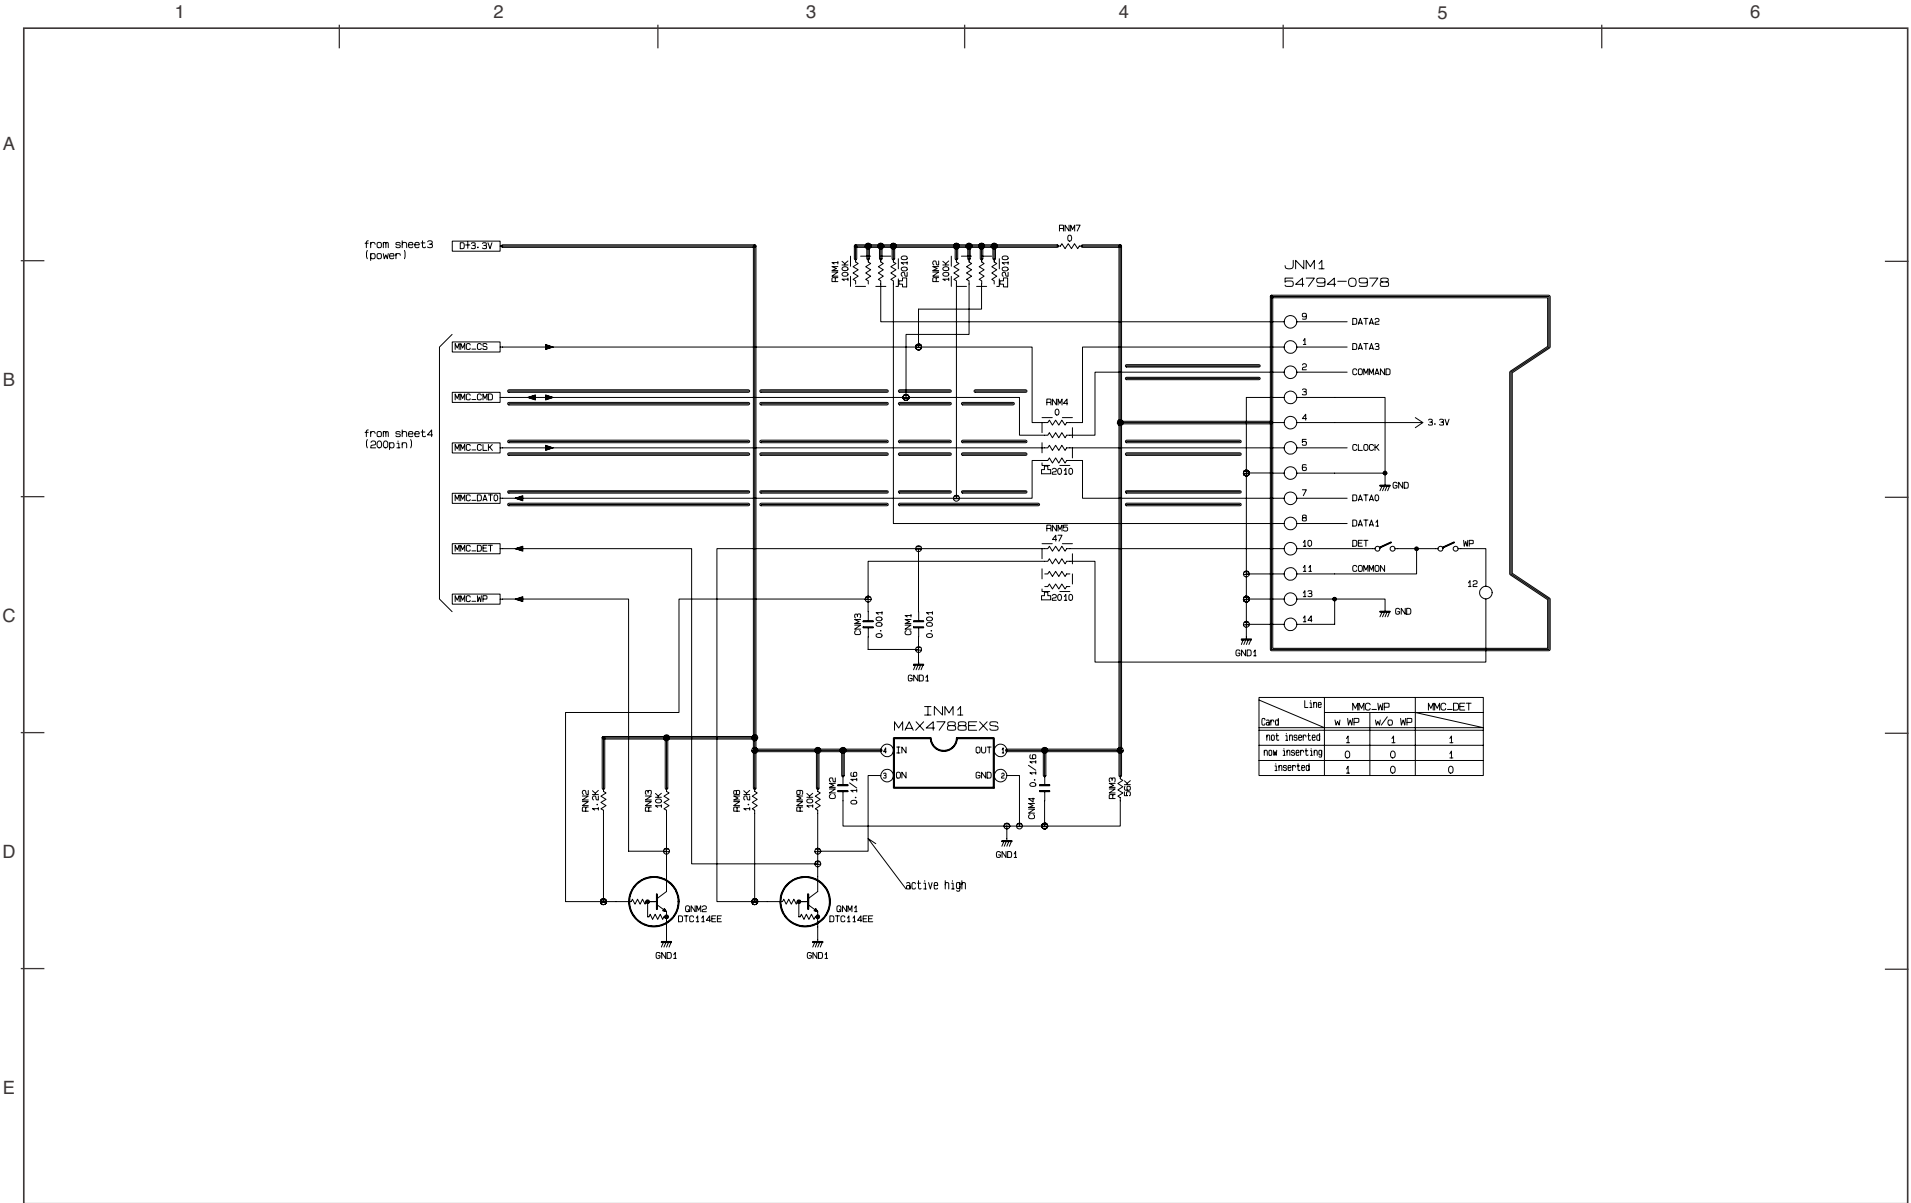 1 2 3 4 5 6
A
B
C
D
E
from sheet3
(power)
D+3.3V
from sheet4
(200pin)
MMC_CS
MMC_CMD
MMC_CLK
MMC_DAT0
MMC_DET
MMC_WP
RNM1
100K
2010
RNM2
100K
2010
RNM7
0
RNM4
0
2010
RNM5
47
2010
CNM3
0.001
CNM1
0.001
GND1
JNM1
54794-0978
9 DATA2
1 DATA3
2 COMMAND
3
4 3.3V
5 CLOCK
6
GND
7 DATA0
8 DATA1
10 DET WP
11 COMMON
12
13
GND
14
GND1
INM1
MAX4788EXS
4 IN OUT 1
3 ON GND 2
RNN2
1.2K
RNN3
10K
RNM8
1.2K
RNM9
10K
CNM2
0.1/16
CNM4
0.1/16
RNM3
56K
GND1
active high
QNM2
DTC114EE
GND1
QNM1
DTC114EE
GND1
Line MMC_WP MMC_DET
Card w WP w/o WP
not inserted 1 1 1
now inserting 0 0 1
inserted 1 0 0